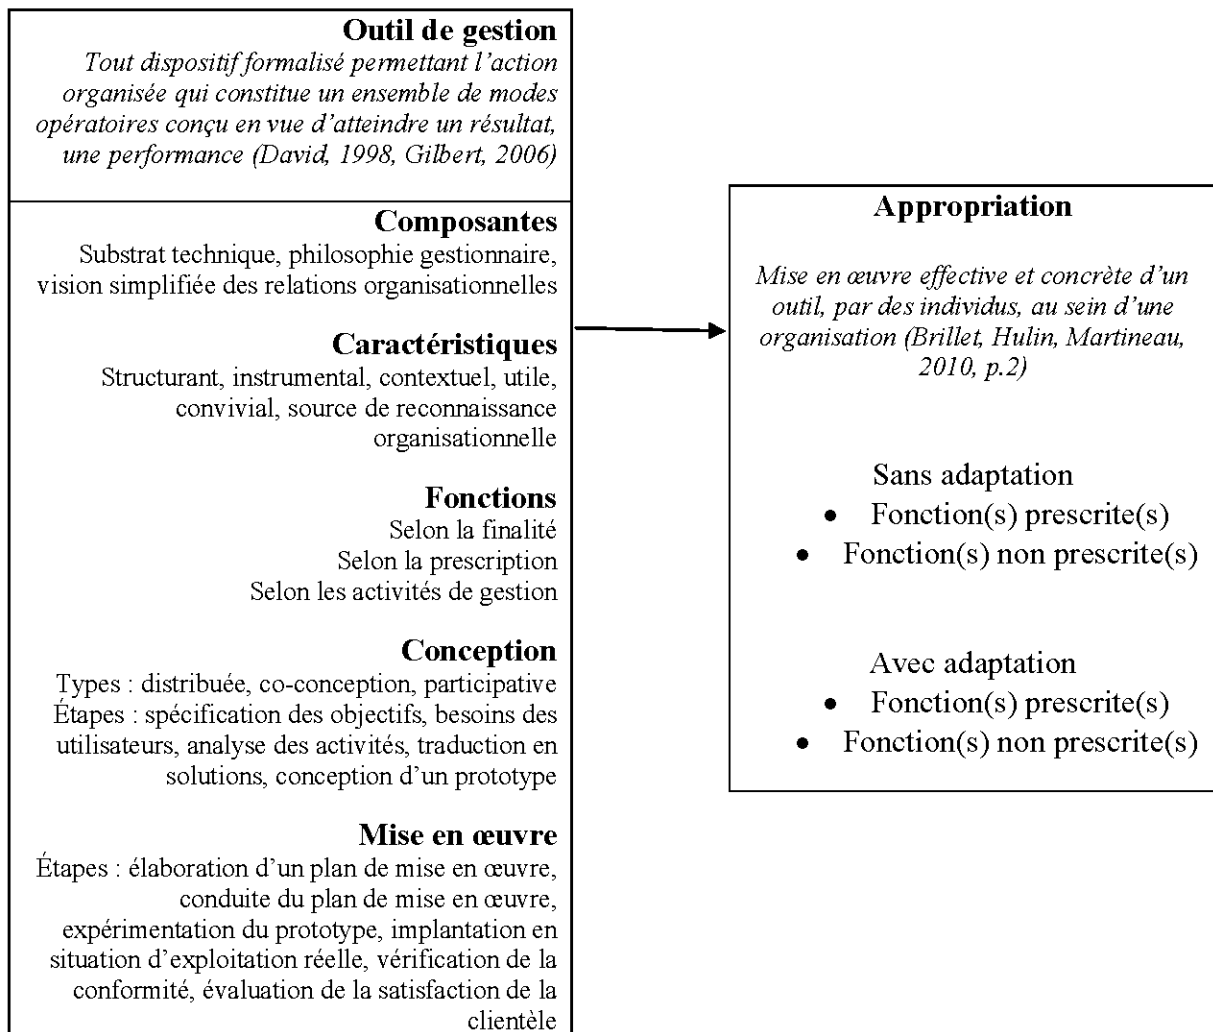 Outil de gestion
Tout dispositif formalisé permettant l’action
organisée qui constitue un ensemble de modes
opératoires conçu en vue d’atteindre un résultat,
une performance (David, 1998, Gilbert, 2006)
Composantes
Substrat technique, philosophie gestionnaire,
vision simplifiée des relations organisationnelles
Caractéristiques
Structurant, instrumental, contextuel, utile,
convivial, source de reconnaissance
organisationnelle
Fonctions
Selon la finalité
Selon la prescription
Selon les activités de gestion
Conception
Types : distribuée, co-conception, participative
Étapes : spécification des objectifs, besoins des
utilisateurs, analyse des activités, traduction en
solutions, conception d’un prototype
Mise en œuvre
Étapes : élaboration d’un plan de mise en œuvre,
conduite du plan de mise en œuvre,
expérimentation du prototype, implantation en
situation d’exploitation réelle, vérification de la
conformité, évaluation de la satisfaction de la
clientèle
Appropriation
Mise en œuvre effective et concrète d’un
outil, par des individus, au sein d’une
organisation (Brillet, Hulin, Martineau,
2010, p.2)
Sans adaptation
• Fonction(s) prescrite(s)
• Fonction(s) non prescrite(s)
Avec adaptation
• Fonction(s) prescrite(s)
• Fonction(s) non prescrite(s)